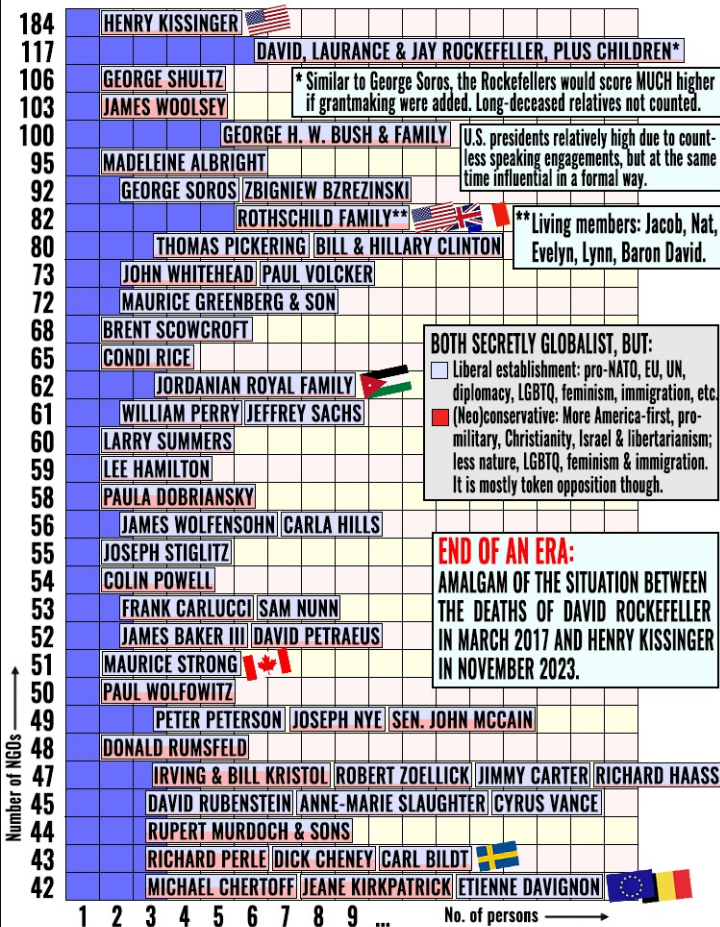 184 HENRY KISSINGER
117 DAVID, LAURANCE & JAY ROCKEFELLER, PLUS CHILDREN*
106 GEORGE SHULTZ
* Similar to George Soros, the Rockefellers would score MUCH higher
if grantmaking were added. Long-deceased relatives not counted.
103 JAMES WOOLSEY
100 GEORGE H. W. BUSH & FAMILY
U.S. presidents relatively high due to count-
less speaking engagements, but at the same
time influential in a formal way.
95 MADELEINE ALBRIGHT
92 GEORGE SOROS ZBIGNIEW BZREZINSKI
82 ROTHSCHILD FAMILY**
**Living members: Jacob, Nat,
Evelyn, Lynn, Baron David.
80 THOMAS PICKERING BILL & HILLARY CLINTON
73 JOHN WHITEHEAD PAUL VOLCKER
72 MAURICE GREENBERG & SON
68 BRENT SCOWCROFT
65 CONDI RICE
BOTH SECRETLY GLOBALIST, BUT:
Liberal establishment: pro-NATO, EU, UN,
diplomacy, LGBTQ, feminism, immigration, etc.
(Neo)conservative: More America-first, pro-
military, Christianity, Israel & libertarianism;
less nature, LGBTQ, feminism & immigration.
It is mostly token opposition though.
62 JORDANIAN ROYAL FAMILY
61 WILLIAM PERRY JEFFREY SACHS
60 LARRY SUMMERS
59 LEE HAMILTON
58 PAULA DOBRIANSKY
56 JAMES WOLFENSOHN CARLA HILLS
55 JOSEPH STIGLITZ
END OF AN ERA:
AMALGAM OF THE SITUATION BETWEEN
THE DEATHS OF DAVID ROCKEFELLER
IN MARCH 2017 AND HENRY KISSINGER
IN NOVEMBER 2023.
54 COLIN POWELL
53 FRANK CARLUCCI SAM NUNN
52 JAMES BAKER III DAVID PETRAEUS
51 MAURICE STRONG
50 PAUL WOLFOWITZ
49 PETER PETERSON JOSEPH NYE SEN. JOHN MCCAIN
48 DONALD RUMSFELD
47 IRVING & BILL KRISTOL ROBERT ZOELLICK JIMMY CARTER RICHARD HAASS
45 DAVID RUBENSTEIN ANNE-MARIE SLAUGHTER CYRUS VANCE
44 RUPERT MURDOCH & SONS
43 RICHARD PERLE DICK CHENEY CARL BILDT
42 MICHAEL CHERTOFF JEANE KIRKPATRICK ETIENNE DAVIGNON
Number of NGOs
1 2 3 4 5 6 7 8 9 ... No. of persons